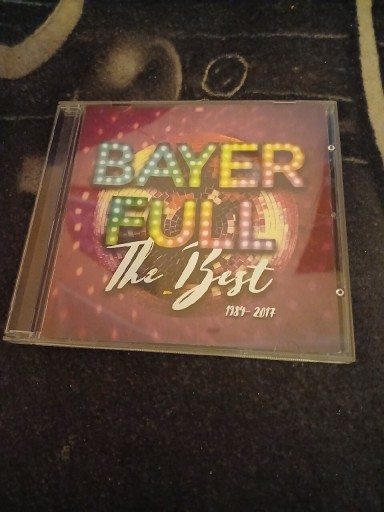 BAYER
FULL
The Best
1984-2017